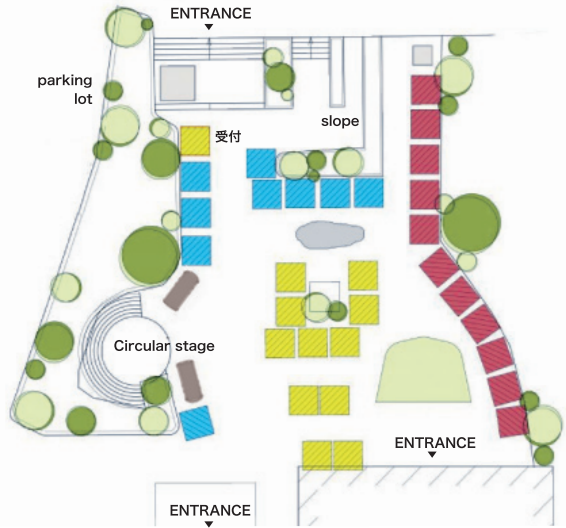 ENTRANCE
parking
lot
slope
受付
Circular stage
ENTRANCE
ENTRANCE